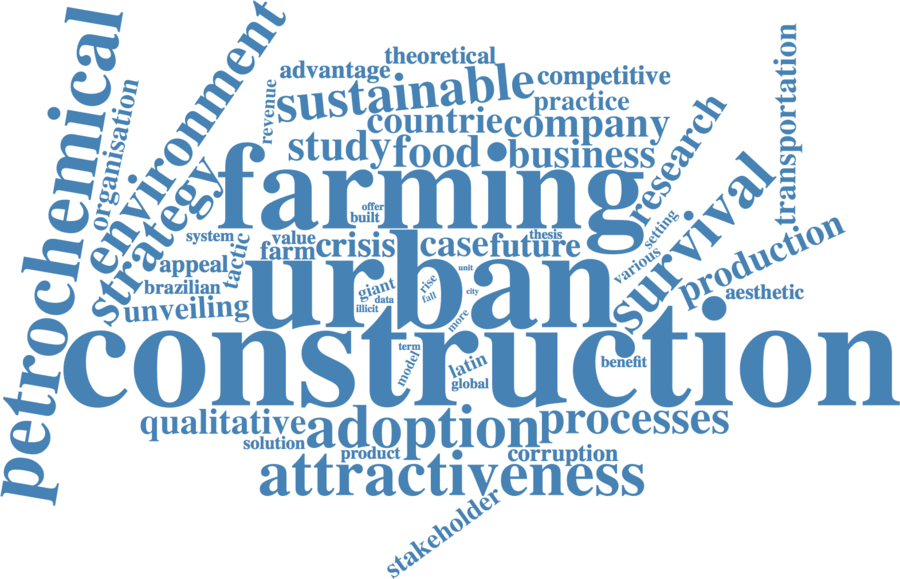 petrochemical
organisation
environment
strategy
revenue
theoretical
advantage
sustainable
competitive
practice
countrie
company
study
food
business
research
transportation
farming
offer
built
system
value
thesis
setting
various
survival
production
aesthetic
tactic
farm
crisis
case
future
appeal
brazilian
unveiling
urban
unit
city
rise
fall
giant
data
illicit
more
construction
term
model
latin
global
benefit
qualitative
adoption
processes
solution
product
corruption
attractiveness
stakeholder